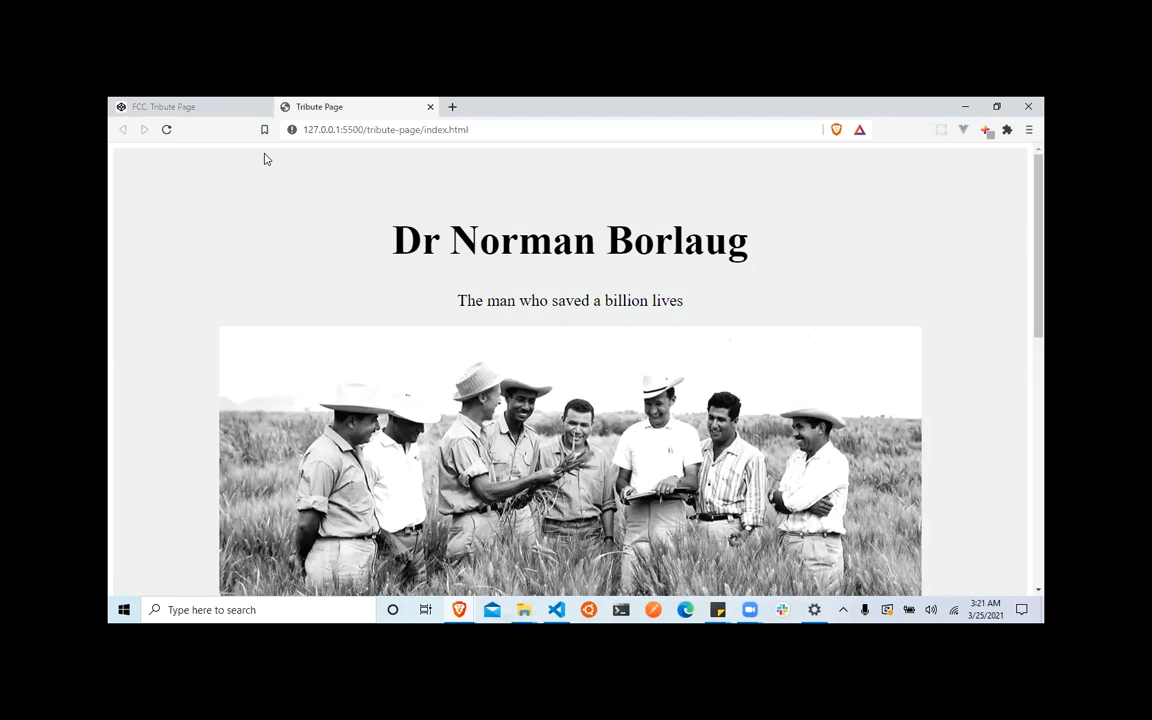 FCC: Tribute Page
Tribute Page
127.0.0.1:5500/tribute-page/index.html
Dr Norman Borlaug
The man who saved a billion lives
Type here to search
3:21 AM
3/25/2021